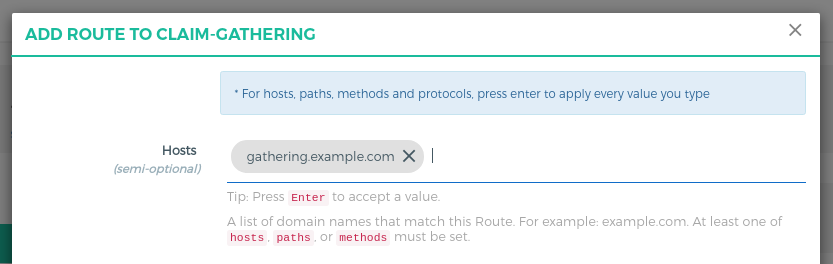 ADD ROUTE TO CLAIM-GATHERING
* For hosts, paths, methods and protocols, press enter to apply every value you type
Hosts
gathering.example.com
(semi-optional)
Tip: Press Enter to accept a value.
A list of domain names that match this Route. For example: example.com. At least one of
hosts, paths, or methods must be set.